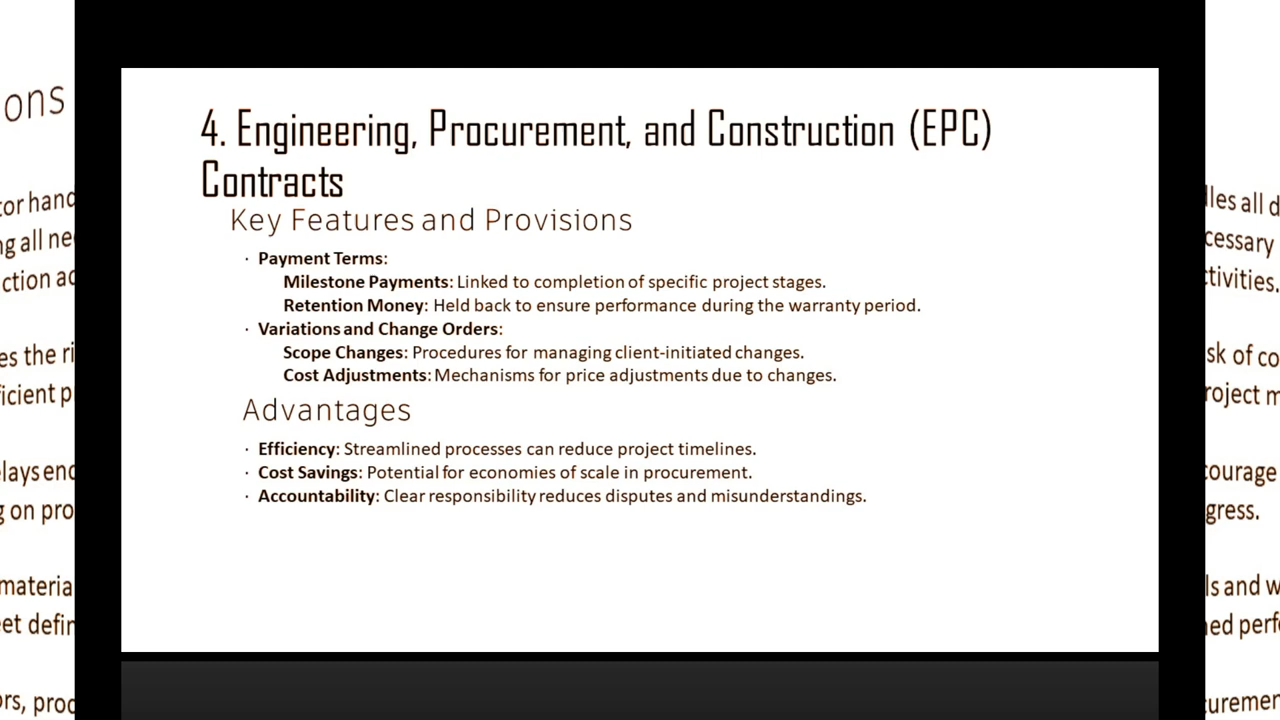 4. Engineering, Procurement, and Construction (EPC)
Contracts
Key Features and Provisions
· Payment Terms:
Milestone Payments: Linked to completion of specific project stages.
Retention Money: Held back to ensure performance during the warranty period.
· Variations and Change Orders:
Scope Changes: Procedures for managing client-initiated changes.
Cost Adjustments: Mechanisms for price adjustments due to changes.
Advantages
· Efficiency: Streamlined processes can reduce project timelines.
· Cost Savings: Potential for economies of scale in procurement.
· Accountability: Clear responsibility reduces disputes and misunderstandings.